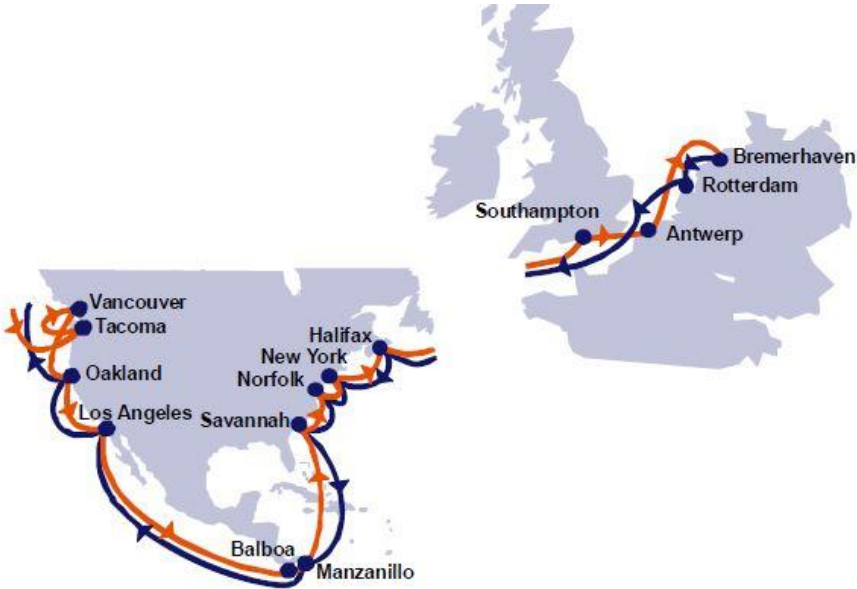 Bremerhaven
Rotterdam
Southampton
Antwerp
Vancouver
Tacoma
Halifax
New York
Oakland
Norfolk
Los Angeles
Savannah
Balboa
Manzanillo